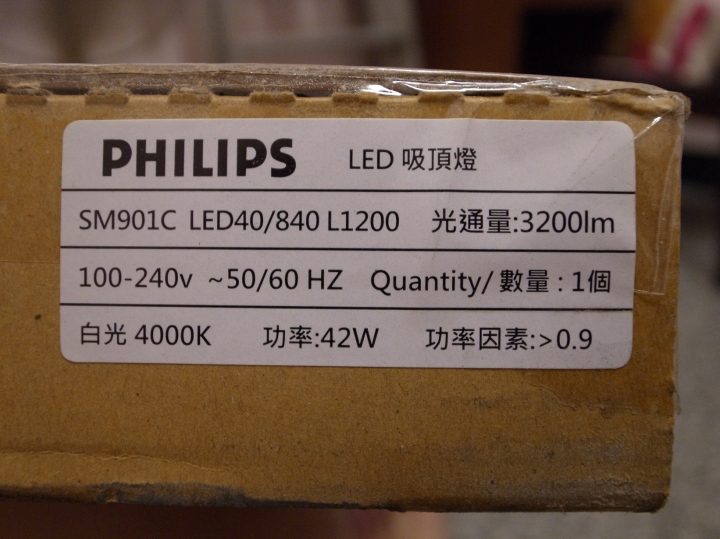 PHILIPS LED 吸頂燈
SM901C LED40/840 L1200 光通量:3200lm
100-240v ~50/60 HZ Quantity/ 數量 : 1個
白光 4000K 功率:42W 功率因素:>0.9